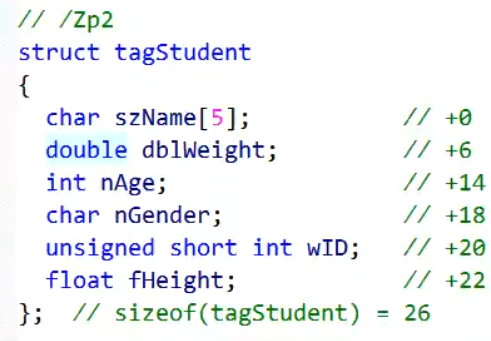 // /Zp2
struct tagStudent
{
  char szName[5];           // +0
  double dblWeight;         // +6
  int nAge;                 // +14
  char nGender;             // +18
  unsigned short int wID;   // +20
  float fHeight;            // +22
};  // sizeof(tagStudent) = 26